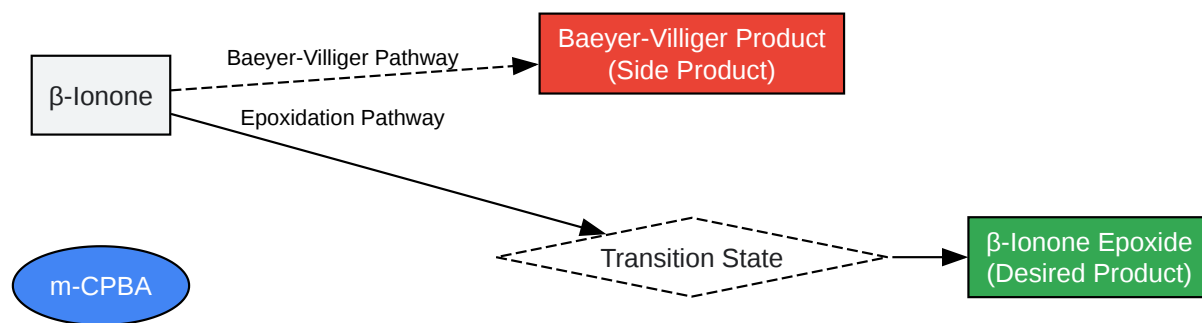 β-Ionone
Baeyer-Villiger Pathway
Epoxidation Pathway
Baeyer-Villiger Product
(Side Product)
Transition State
β-Ionone Epoxide
(Desired Product)
m-CPBA